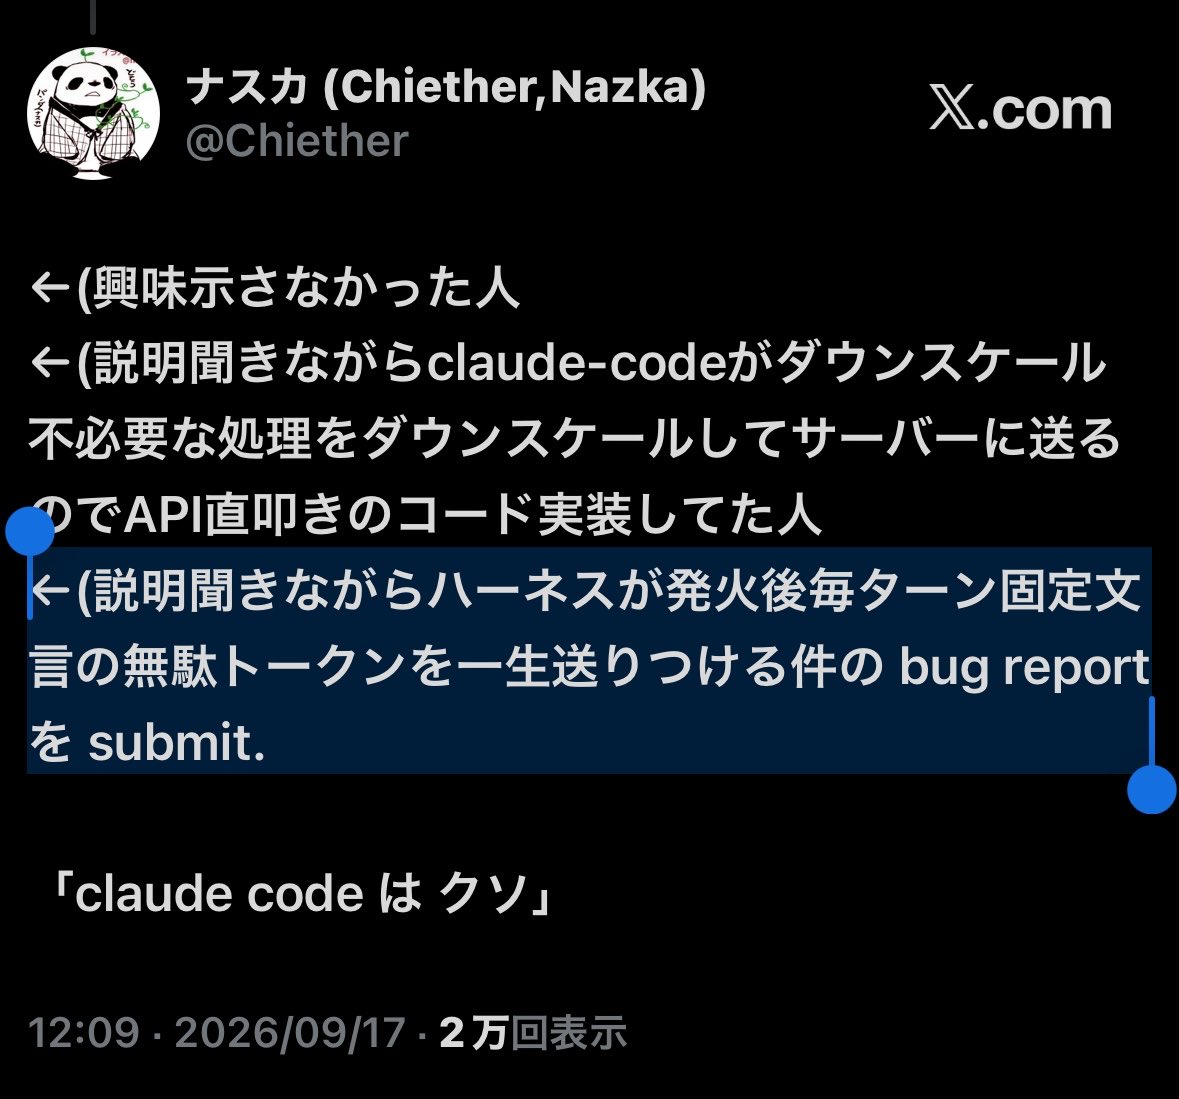 ナスカ (Chiether,Nazka)
@Chiether
X.com
←(興味示さなかった人
←(説明聞きながらclaude-codeがダウンスケール
不必要な処理をダウンスケールしてサーバーに送る
のでAPI直叩きのコード実装してた人
←(説明聞きながらハーネスが発火後毎ターン固定文
言の無駄トークンを一生送りつける件の bug report
を submit.
「claude code は クソ」
12:09 · 2026/09/17 · 2 万回表示